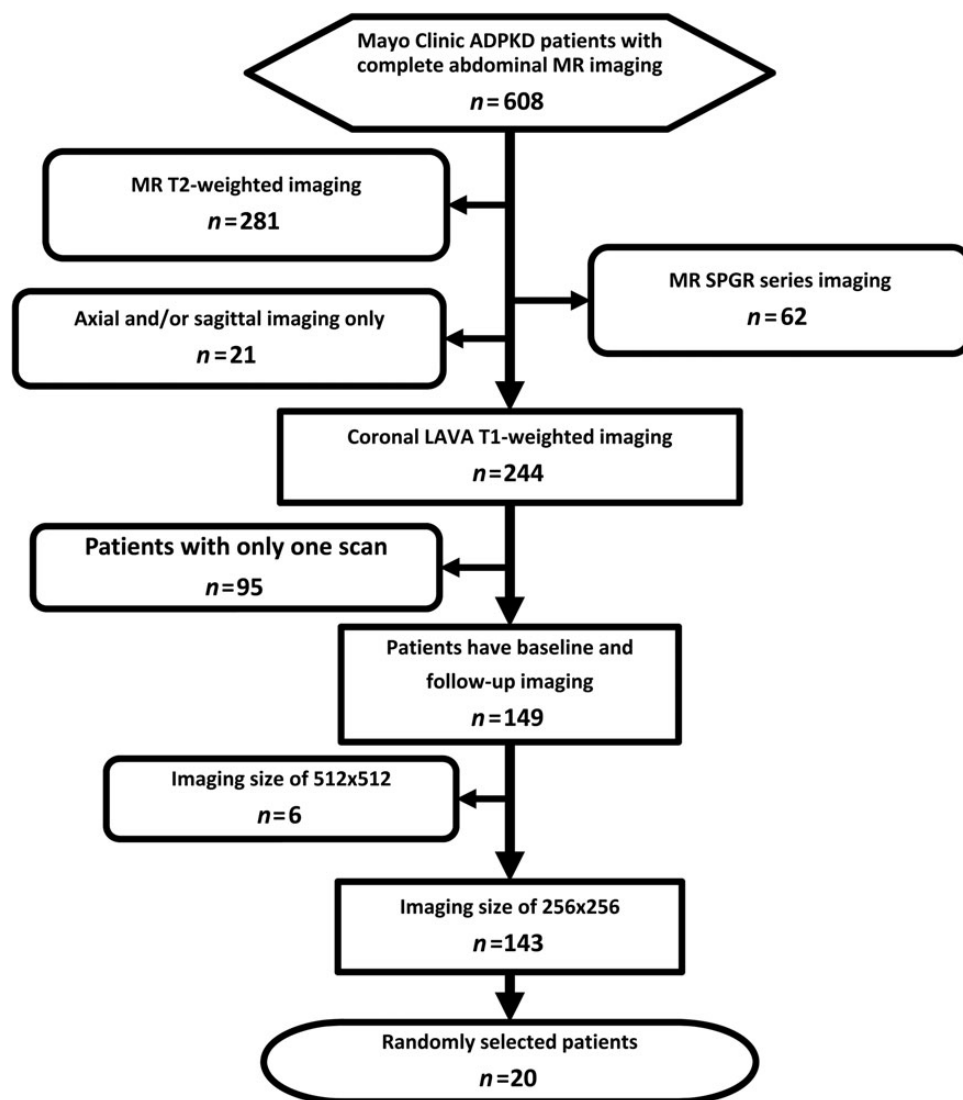 Mayo Clinic ADPKD patients with
complete abdominal MR imaging
n=608
MR T2-weighted imaging
n=281
MR SPGR series imaging
n=62
Axial and/or sagittal imaging only
n=21
Coronal LAVA T1-weighted imaging
n=244
Patients with only one scan
n=95
Patients have baseline and
follow-up imaging
n=149
Imaging size of 512x512
n=6
Imaging size of 256x256
n=143
Randomly selected patients
n=20